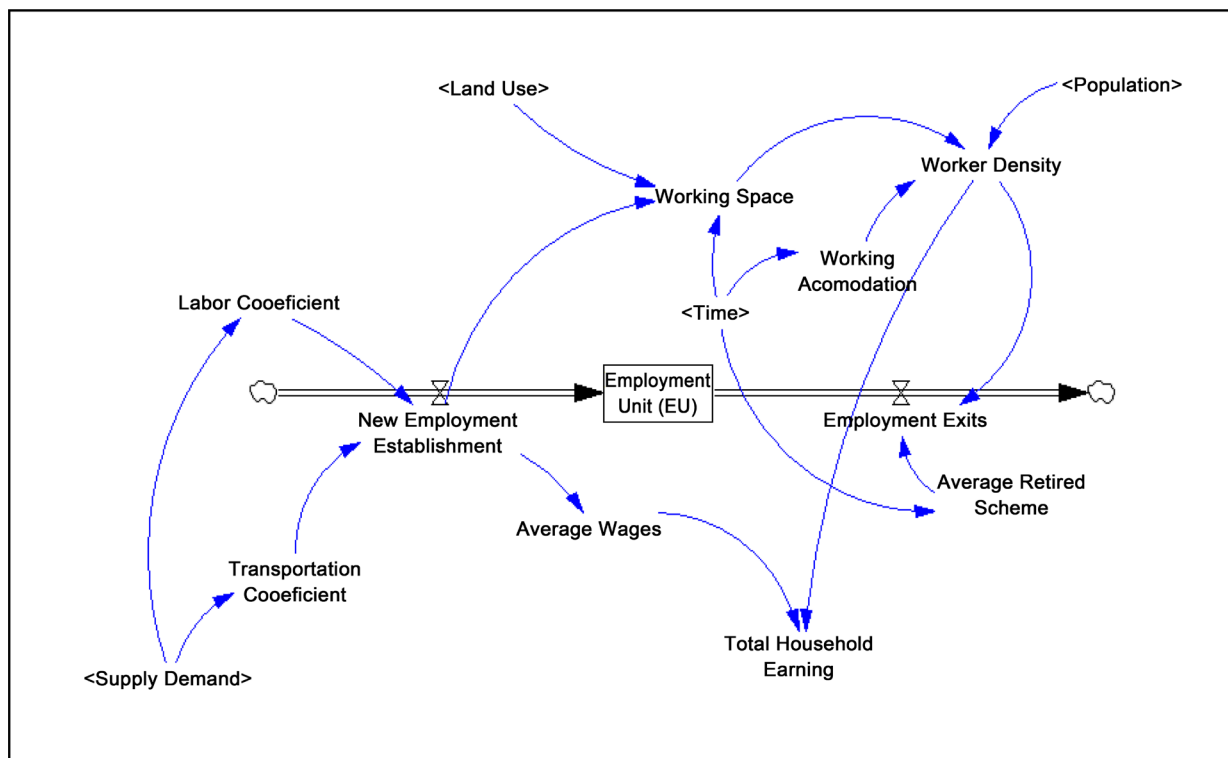 <Land Use>
<Population>
Worker Density
Working Space
Working
Acomodation
Labor Cooeficient
<Time>
Employment
Unit (EU)
New Employment
Establishment
Employment Exits
Average Retired
Scheme
Average Wages
Transportation
Cooeficient
Total Household
Earning
<Supply Demand>